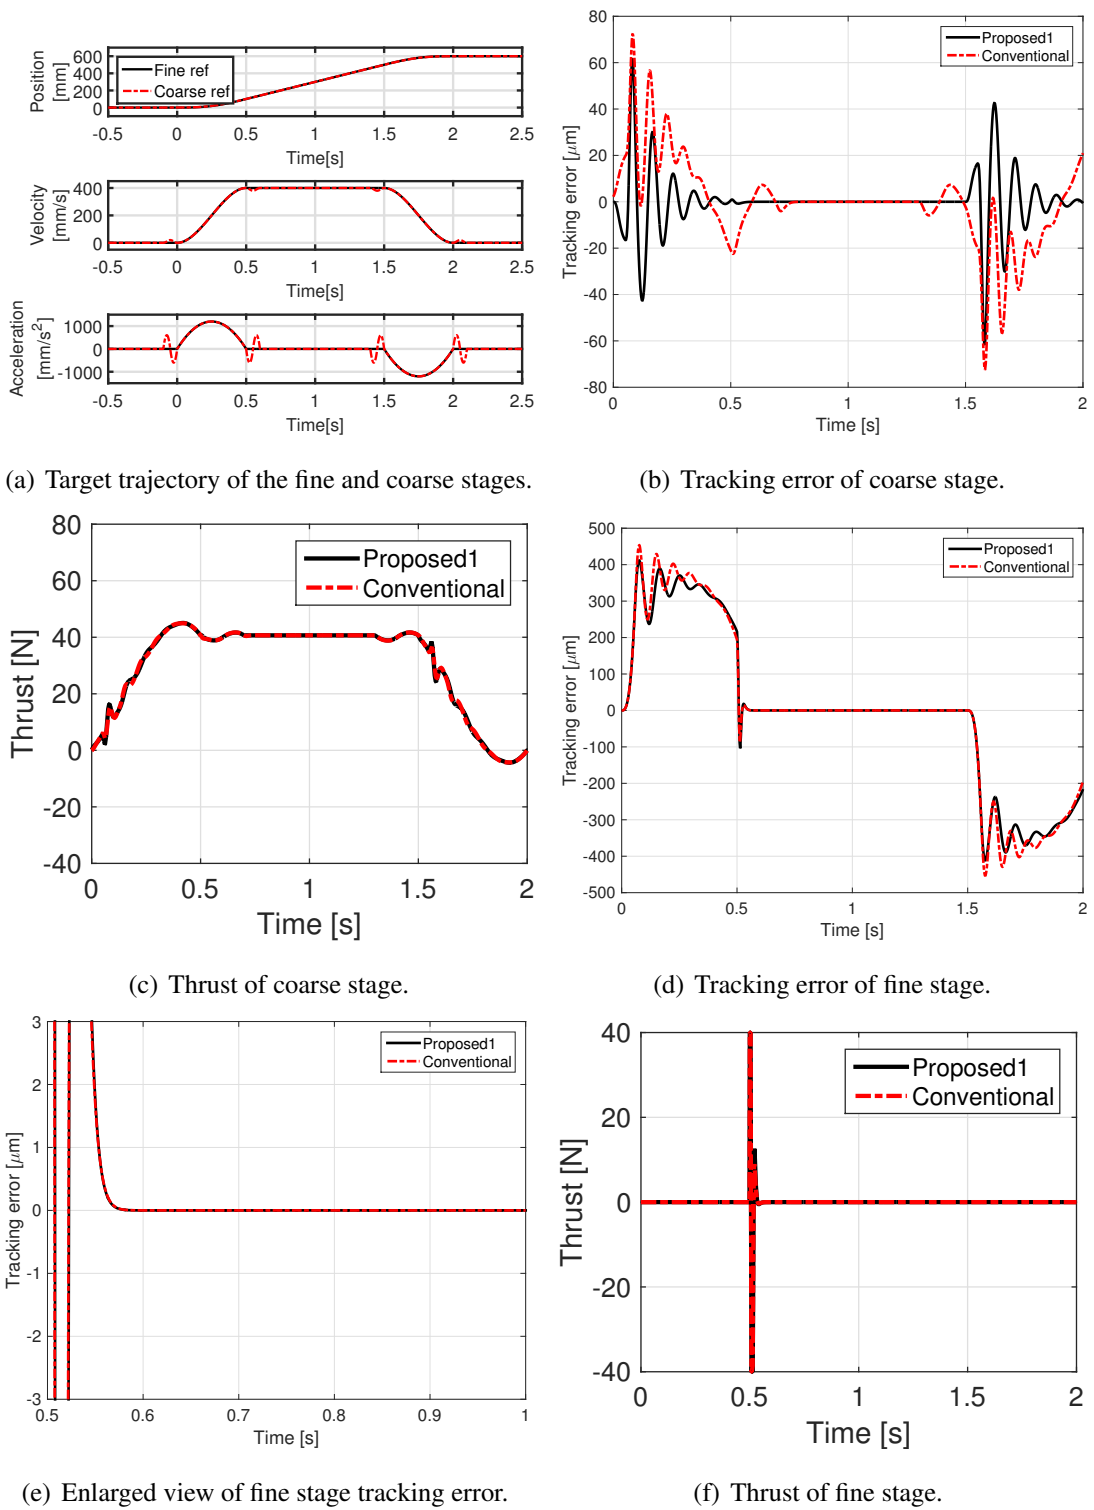 Position
[mm]
600
400
200
0
Fine ref
Coarse ref
-0.5 0 0.5 1 1.5 2 2.5
Time[s]
Velocity
[mm/s]
400
200
0
-0.5 0 0.5 1 1.5 2 2.5
Time[s]
Acceleration
[mm/s²]
1000
0
-1000
-0.5 0 0.5 1 1.5 2 2.5
Time[s]
(a) Target trajectory of the fine and coarse stages.
Tracking error [μm]
80
60
40
20
0
-20
-40
-60
-80
Proposed1
Conventional
0 0.5 1 1.5 2
Time [s]
(b) Tracking error of coarse stage.
Thrust [N]
80
60
40
20
0
-20
-40
Proposed1
Conventional
0 0.5 1 1.5 2
Time [s]
(c) Thrust of coarse stage.
Tracking error [μm]
500
400
300
200
100
0
-100
-200
-300
-400
-500
Proposed1
Conventional
0 0.5 1 1.5 2
Time [s]
(d) Tracking error of fine stage.
Tracking error [μm]
3
2
1
0
-1
-2
-3
Proposed1
Conventional
0.5 0.6 0.7 0.8 0.9 1
Time [s]
(e) Enlarged view of fine stage tracking error.
Thrust [N]
40
20
0
-20
-40
Proposed1
Conventional
0 0.5 1 1.5 2
Time [s]
(f) Thrust of fine stage.